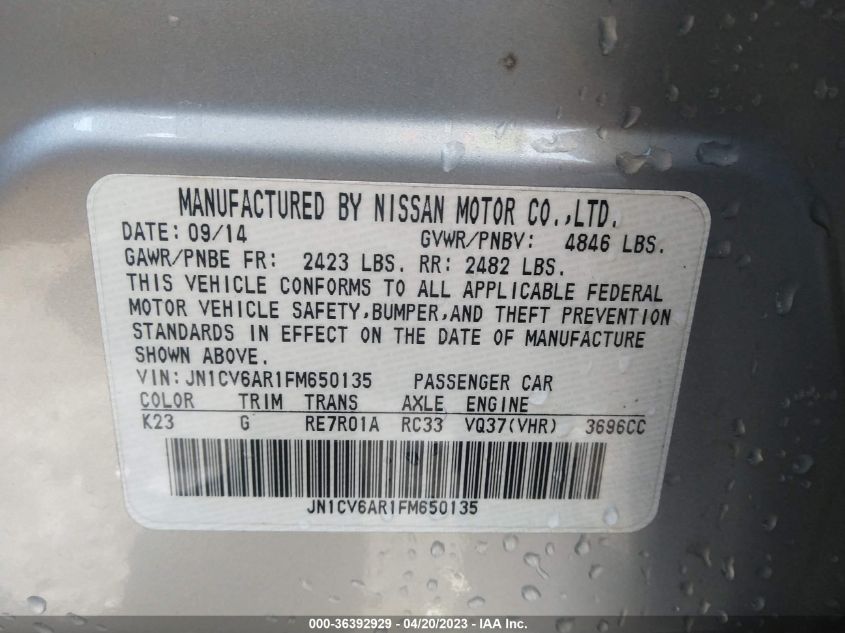 MANUFACTURED BY NISSAN MOTOR CO.,LTD.
DATE: 09/14 GVWR/PNBV: 4846 LBS.
GAWR/PNBE FR: 2423 LBS. RR: 2482 LBS.
THIS VEHICLE CONFORMS TO ALL APPLICABLE FEDERAL
MOTOR VEHICLE SAFETY,BUMPER,AND THEFT PREVENTION
STANDARDS IN EFFECT ON THE DATE OF MANUFACTURE
SHOWN ABOVE.
VIN:JN1CV6AR1FM650135 PASSENGER CAR
COLOR TRIM TRANS AXLE ENGINE
K23 G RE7R01A RC33 VQ37(VHR) 3696CC
JN1CV6AR1FM650135
000-36392929 - 04/20/2023 - IAA Inc.